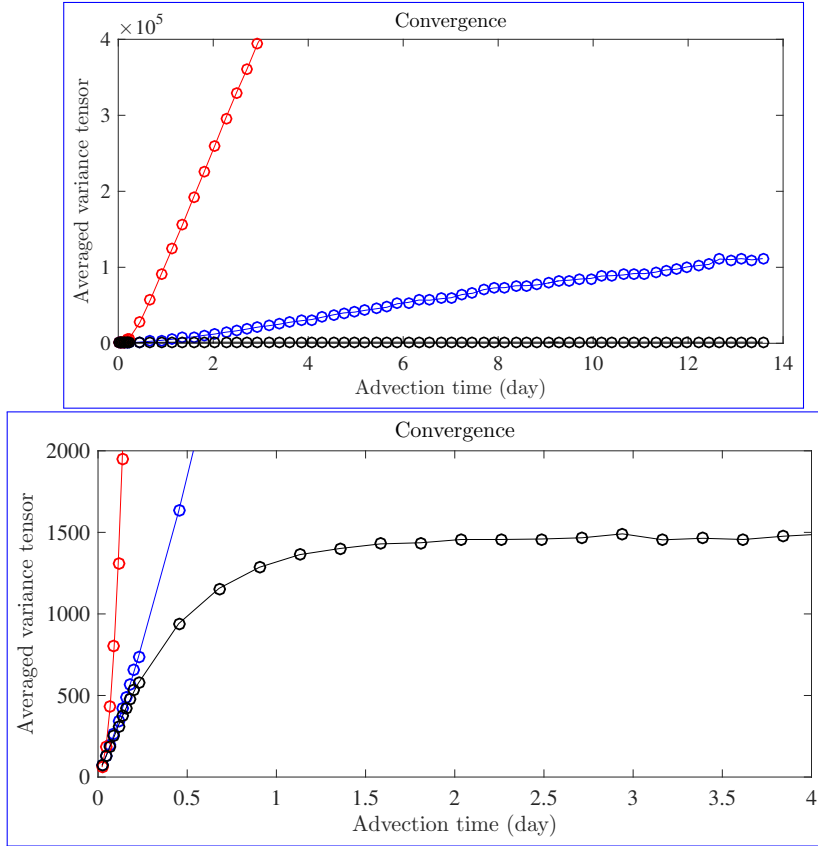 Convergence
×10^5
4
3
2
1
0
Averaged variance tensor
0 2 4 6 8 10 12 14
Advection time (day)
Convergence
2000
1500
1000
500
0
Averaged variance tensor
0 0.5 1 1.5 2 2.5 3 3.5 4
Advection time (day)